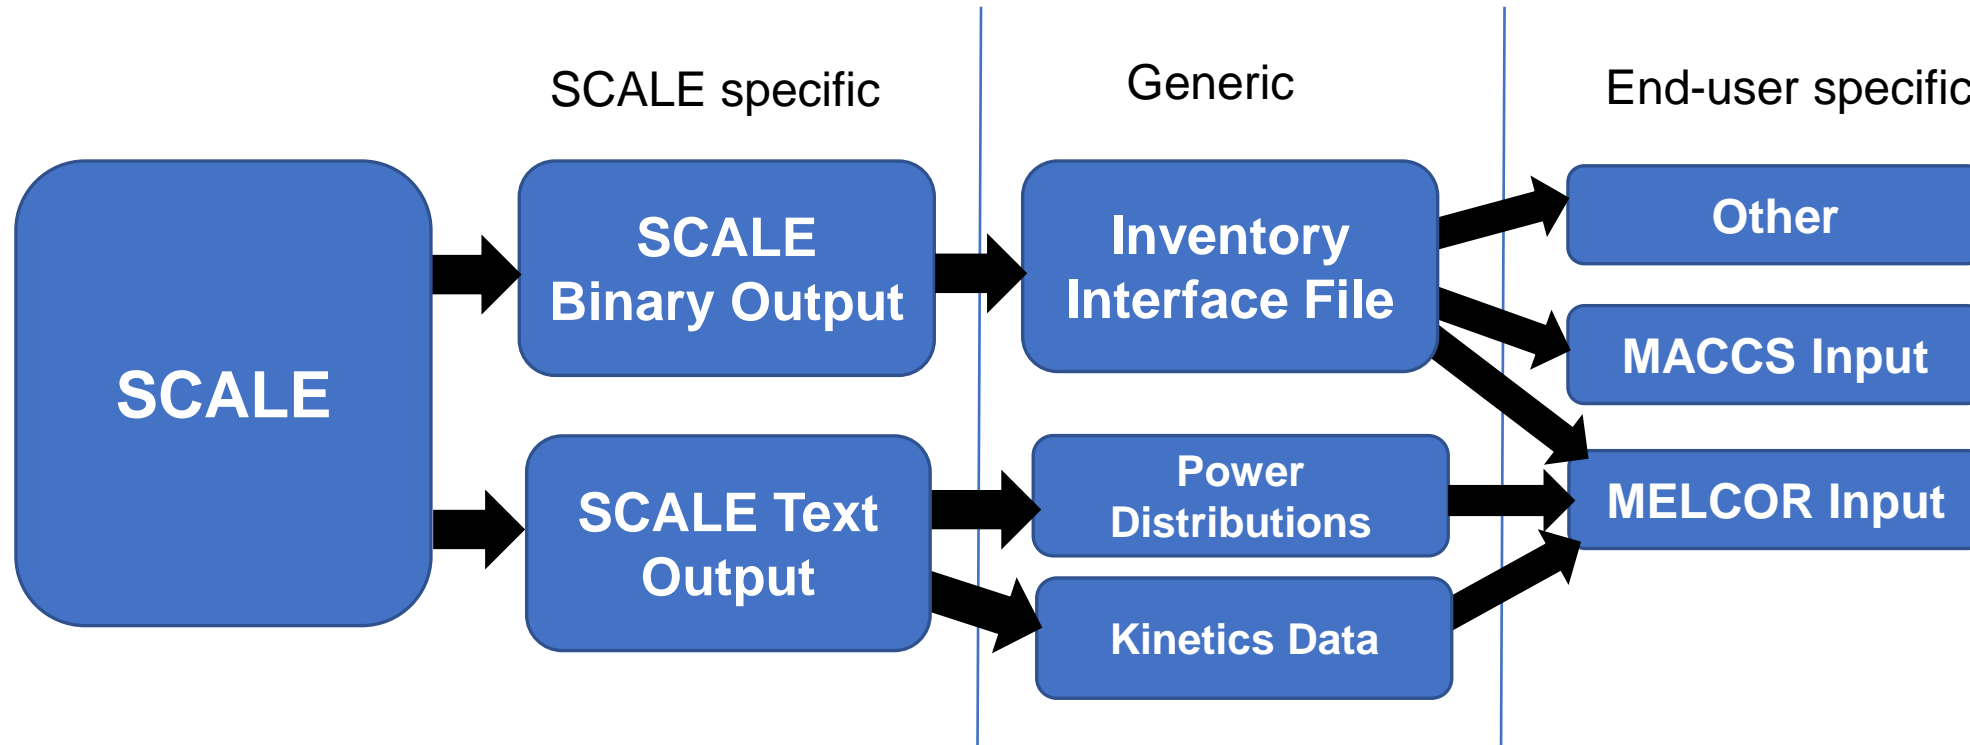 SCALE specific
Generic
End-user specific
SCALE
SCALE
Binary Output
Inventory
Interface File
Other
MACCS Input
SCALE Text
Output
Power
Distributions
MELCOR Input
Kinetics Data